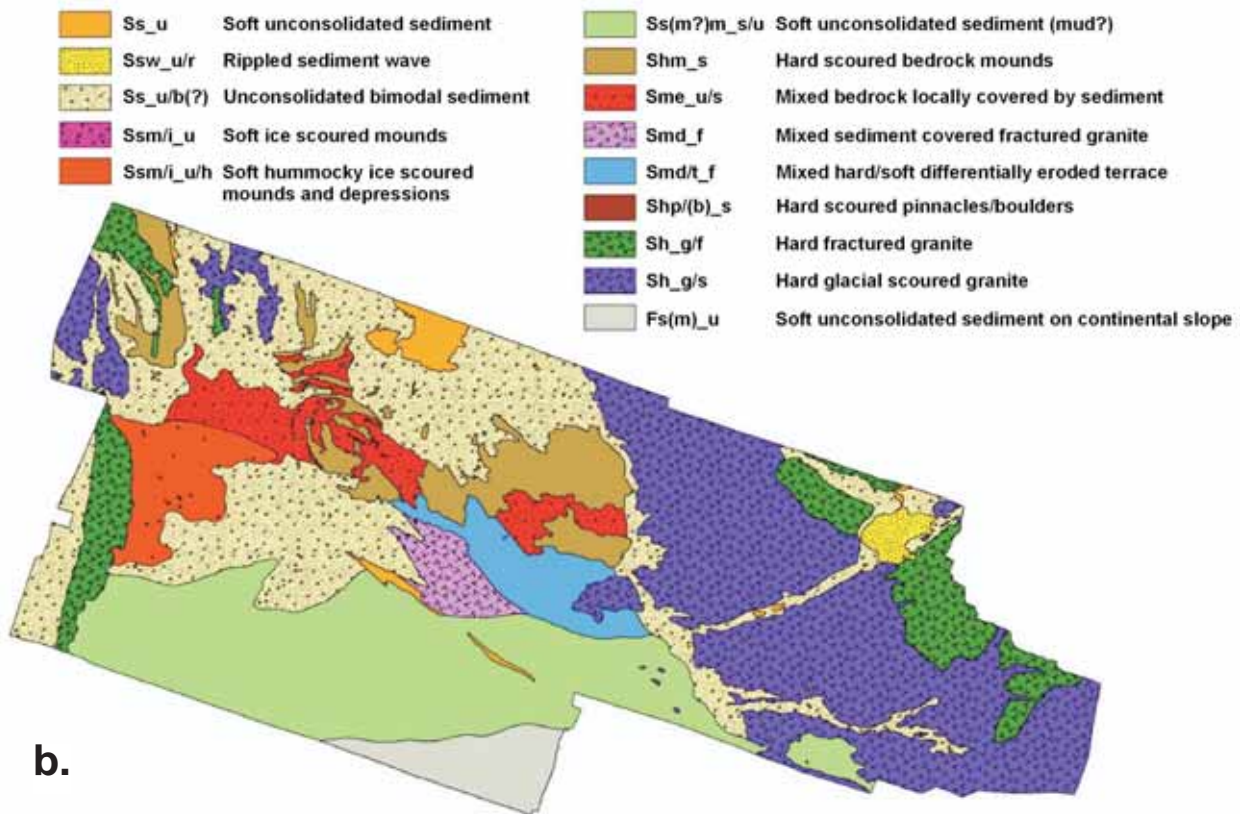 Ss_u Soft unconsolidated sediment
Ssw_u/r Rippled sediment wave
Ss_u/b(?) Unconsolidated bimodal sediment
Ssm/i_u Soft ice scoured mounds
Ssm/i_u/h Soft hummocky ice scoured
mounds and depressions
Ss(m?)m_s/u Soft unconsolidated sediment (mud?)
Shm_s Hard scoured bedrock mounds
Sme_u/s Mixed bedrock locally covered by sediment
Smd_f Mixed sediment covered fractured granite
Smd/t_f Mixed hard/soft differentially eroded terrace
Shp/(b)_s Hard scoured pinnacles/boulders
Sh_g/f Hard fractured granite
Sh_g/s Hard glacial scoured granite
Fs(m)_u Soft unconsolidated sediment on continental slope
b.